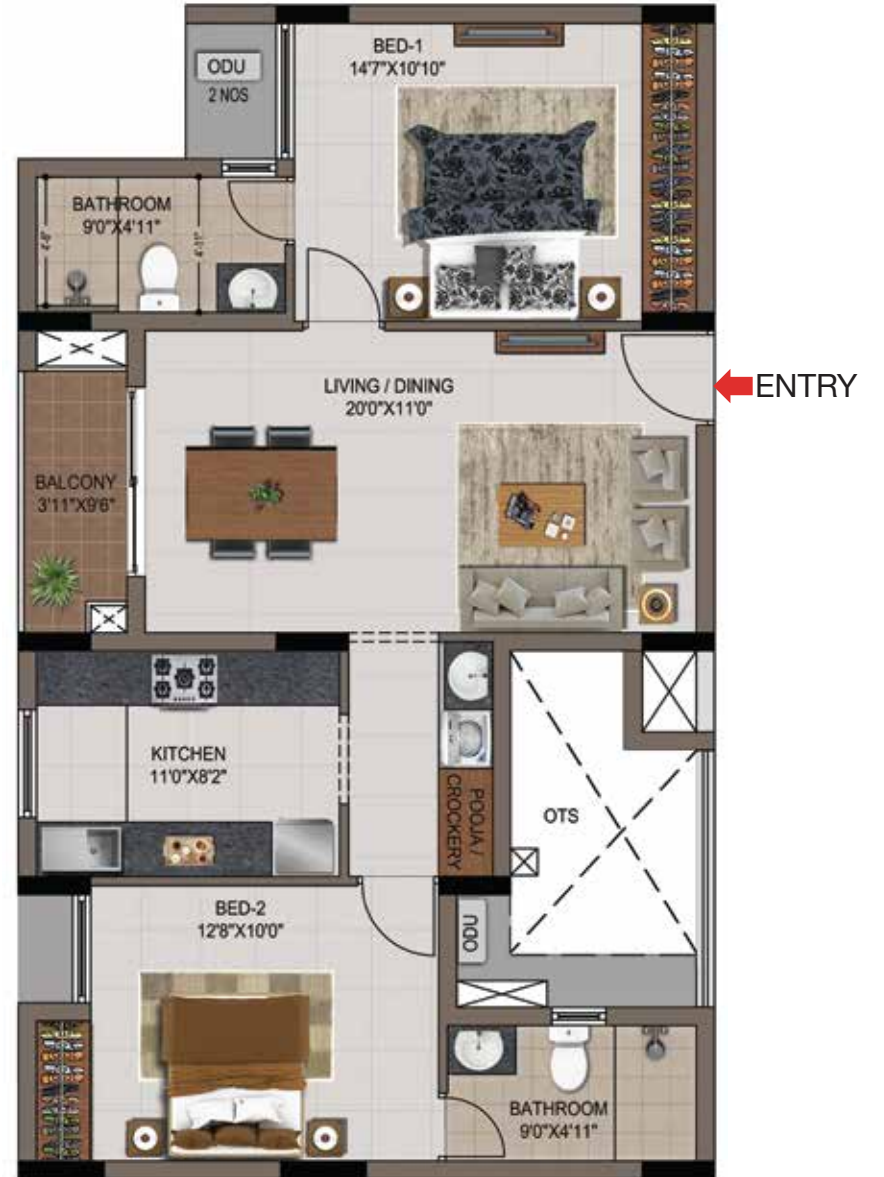 BED-1
14'7"X10'10"
ODU
2 NOS
BATHROOM
9'0"X4'11"
4'-11"
LIVING / DINING
20'0"X11'0"
ENTRY
BALCONY
3'11"X9'6"
KITCHEN
11'0"X8'2"
POOJA /
CROCKERY
OTS
BED-2
12'8"X10'0"
ODU
BATHROOM
9'0"X4'11"